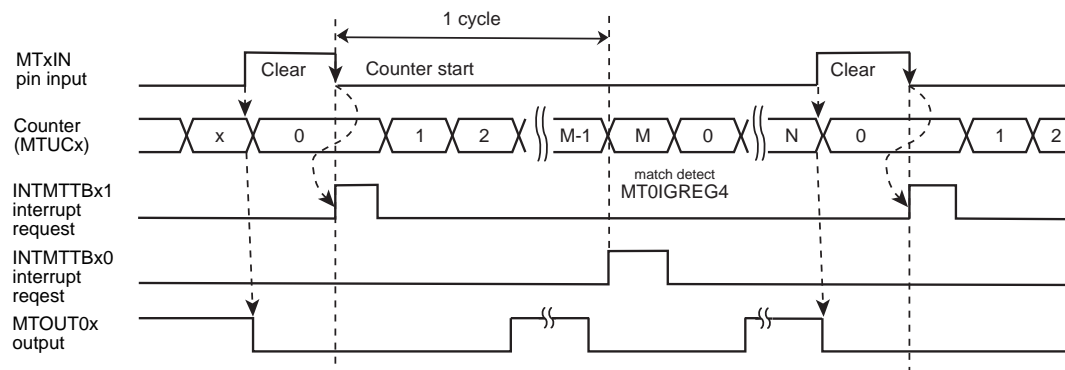 1 cycle
MTxIN
pin input
Clear
Counter start
Clear
Counter
(MTUCx)
x 0 1 2 M-1 M 0 N 0 1 2
match detect
MT0IGREG4
INTMTTBx1
interrupt
request
INTMTTBx0
interrupt
reqest
MTOUT0x
output